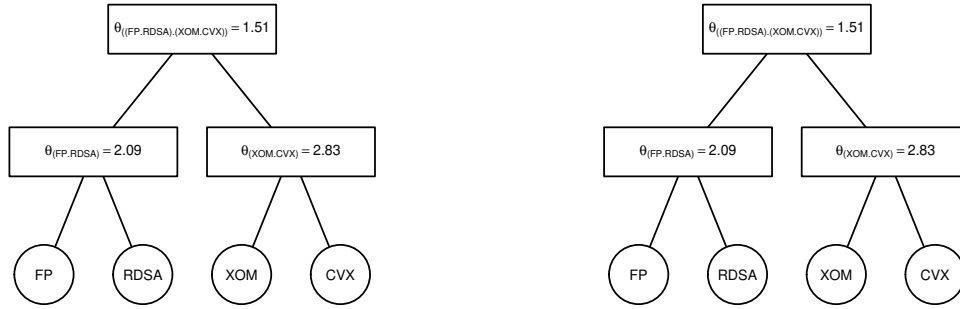 θ((FP.RDSA).(XOM.CVX)) = 1.51
θ(FP.RDSA) = 2.09
θ(XOM.CVX) = 2.83
FP
RDSA
XOM
CVX
θ((FP.RDSA).(XOM.CVX)) = 1.51
θ(FP.RDSA) = 2.09
θ(XOM.CVX) = 2.83
FP
RDSA
XOM
CVX